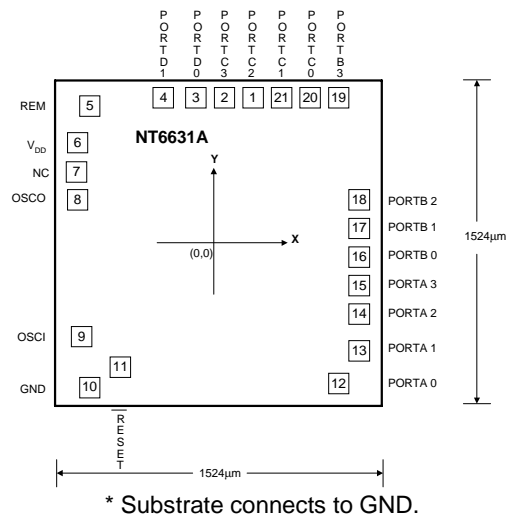 PORTD1 PORTD0 PORTC3 PORTC2 PORTC1 PORTC0 PORTB3
4 3 2 1 21 20 19
REM 5
NT6631A
V_DD 6
Y
NC 7
OSCO 8
18 PORTB 2
17 PORTB 1
X
(0,0)
16 PORTB 0
1524µm
15 PORTA 3
14 PORTA 2
OSCI 9
13 PORTA 1
11
GND 10
12 PORTA 0
RESET
1524µm
* Substrate connects to GND.